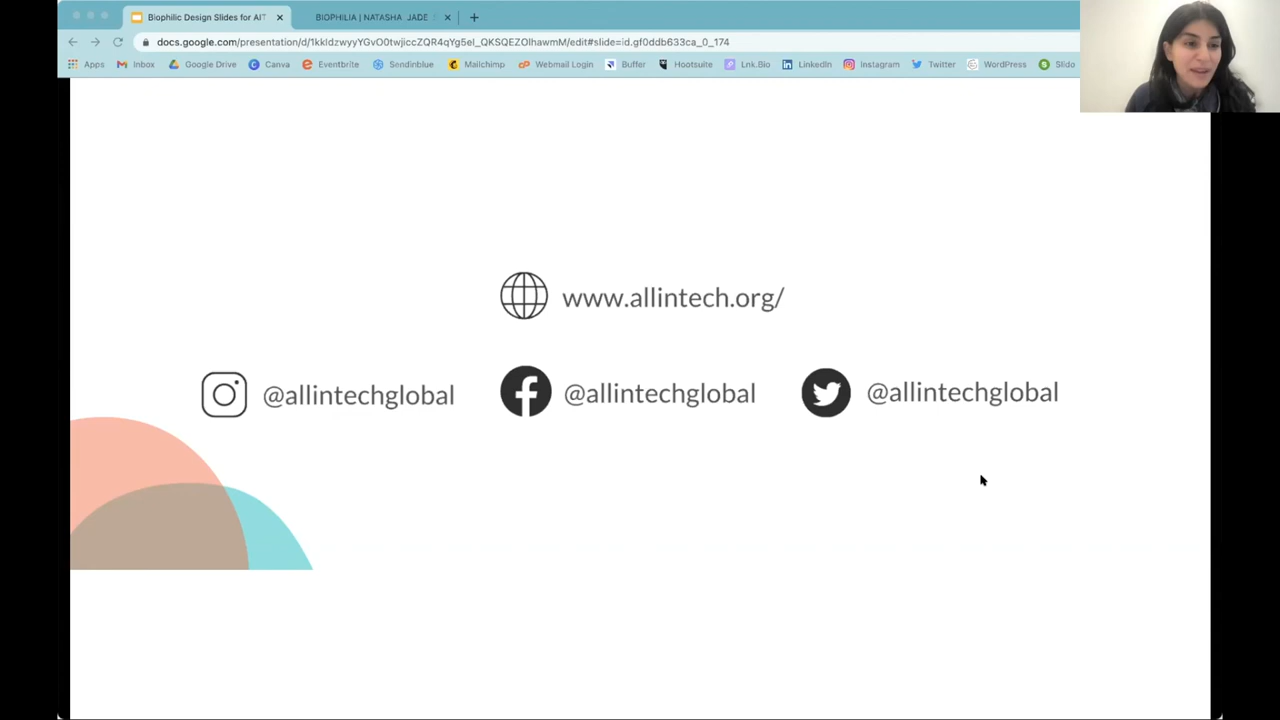 Biophilic Design Slides for AIT
BIOPHILIA | NATASHA JADE
docs.google.com/presentation/d/1kkIdzwyyYGvO0twjiccZQR4qYg5eI_QKSQEZOIhawmM/edit#slide=id.gf0ddb633ca_0_174
Apps Inbox Google Drive Canva Eventbrite Sendinblue Mailchimp Webmail Login Buffer Hootsuite Lnk.Bio LinkedIn Instagram Twitter WordPress Slido
www.allintech.org/
@allintechglobal @allintechglobal @allintechglobal